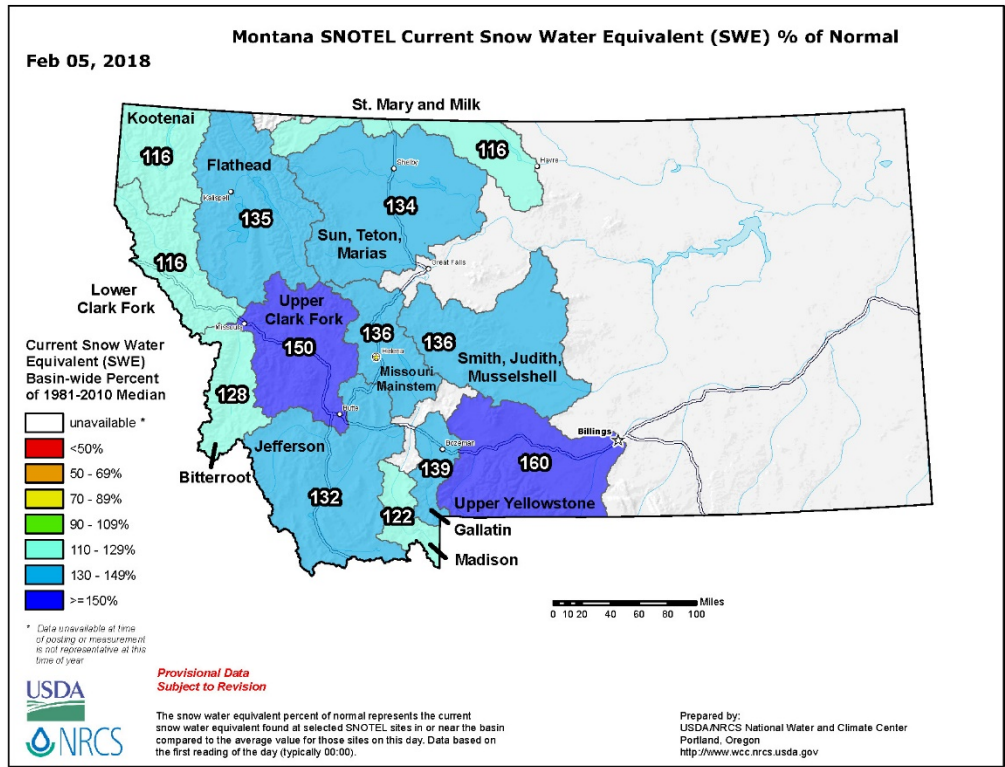 Montana SNOTEL Current Snow Water Equivalent (SWE) % of Normal
Feb 05, 2018
St. Mary and Milk
Kootenai
116
116
Havre
Flathead
Shelby
Kalispell
135
134
Sun, Teton,
Marias
116
Great Falls
Lower
Clark Fork
Upper
Clark Fork
Missoula
150
136
Helena
Missouri
Mainstem
136
Smith, Judith,
Musselshell
128
Butte
Bitterroot
Jefferson
132
Bozeman
139
122
Gallatin
Madison
160
Upper Yellowstone
Billings
Current Snow Water
Equivalent (SWE)
Basin-wide Percent
of 1981-2010 Median
unavailable *
<50%
50 - 69%
70 - 89%
90 - 109%
110 - 129%
130 - 149%
>=150%
* Data unavailable at time
of posting or measurement
is not representative at this
time of year
0 10 20 40 60 80 100
Miles
Provisional Data
Subject to Revision
USDA
NRCS
The snow water equivalent percent of normal represents the current
snow water equivalent found at selected SNOTEL sites in or near the basin
compared to the average value for those sites on this day. Data based on
the first reading of the day (typically 00:00).
Prepared by:
USDA/NRCS National Water and Climate Center
Portland, Oregon
http://www.wcc.nrcs.usda.gov